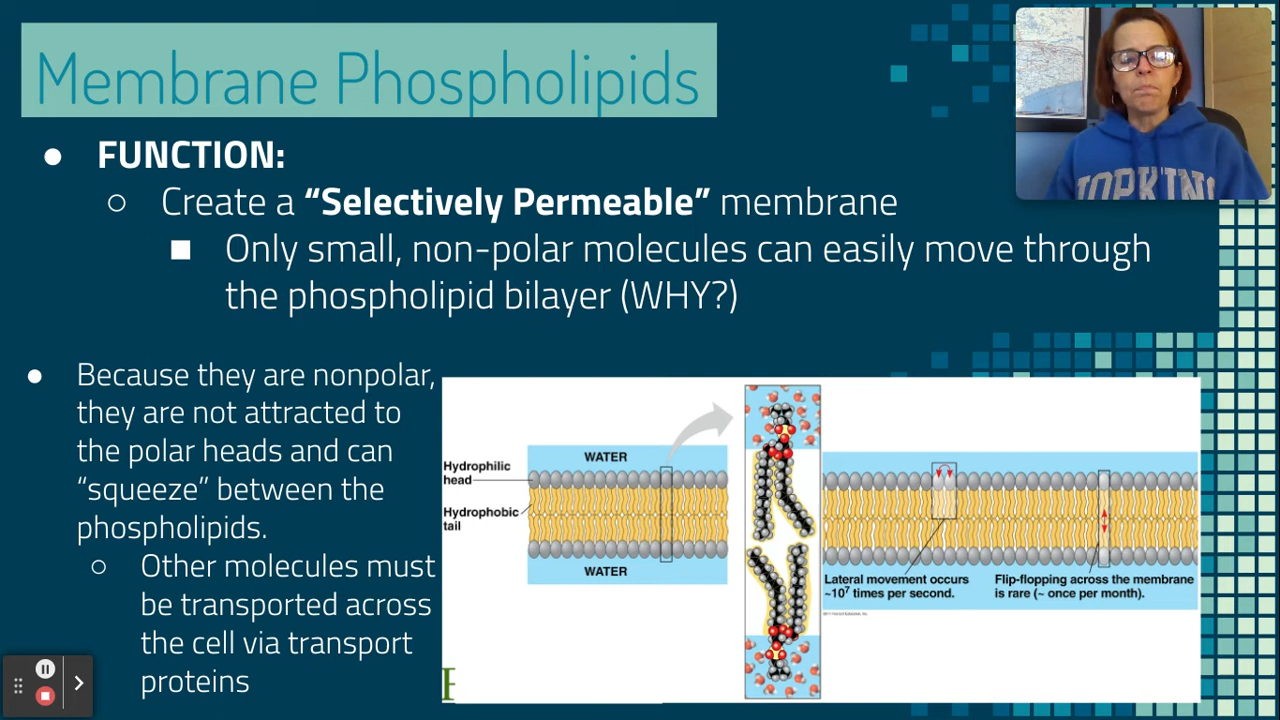 Membrane Phospholipids
● FUNCTION:
○ Create a “Selectively Permeable” membrane
■ Only small, non-polar molecules can easily move through
the phospholipid bilayer (WHY?)
● Because they are nonpolar,
they are not attracted to
the polar heads and can
“squeeze” between the
phospholipids.
○ Other molecules must
be transported across
the cell via transport
proteins
WATER
Hydrophilic
head
Hydrophobic
tail
WATER
Lateral movement occurs
~10⁷ times per second.
Flip-flopping across the membrane
is rare (~ once per month).